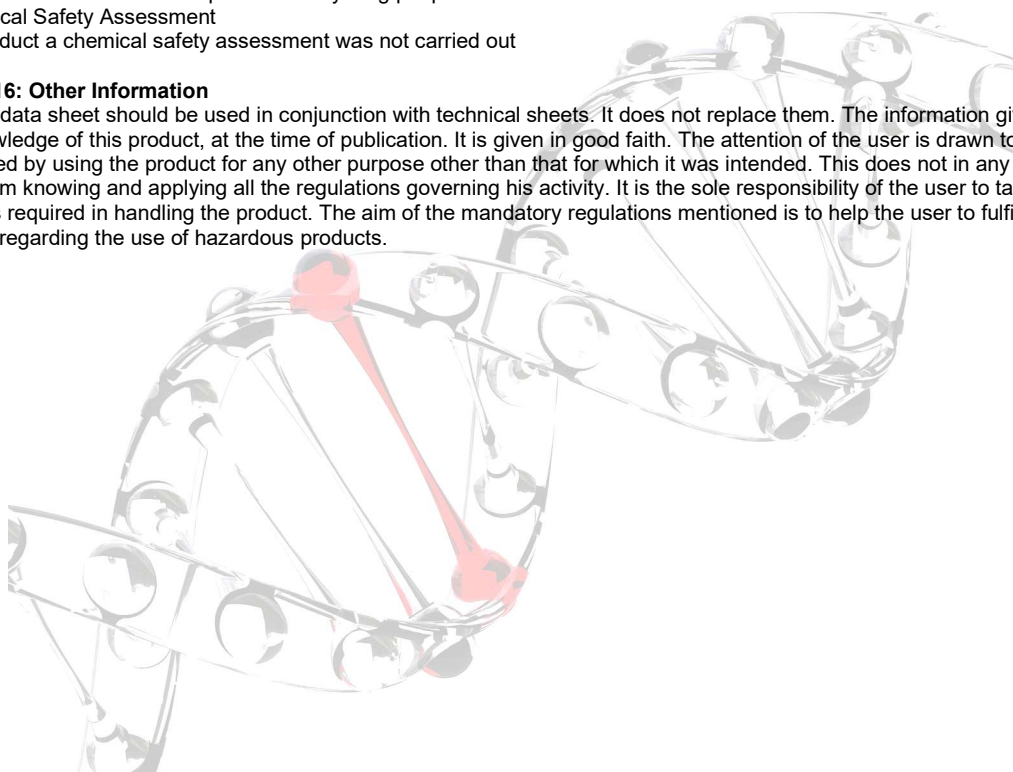 cal Safety Assessment
duct a chemical safety assessment was not carried out
16: Other Information
data sheet should be used in conjunction with technical sheets. It does not replace them. The information gi
wledge of this product, at the time of publication. It is given in good faith. The attention of the user is drawn to
ed by using the product for any other purpose other than that for which it was intended. This does not in any
m knowing and applying all the regulations governing his activity. It is the sole responsibility of the user to ta
s required in handling the product. The aim of the mandatory regulations mentioned is to help the user to fulfi
regarding the use of hazardous products.